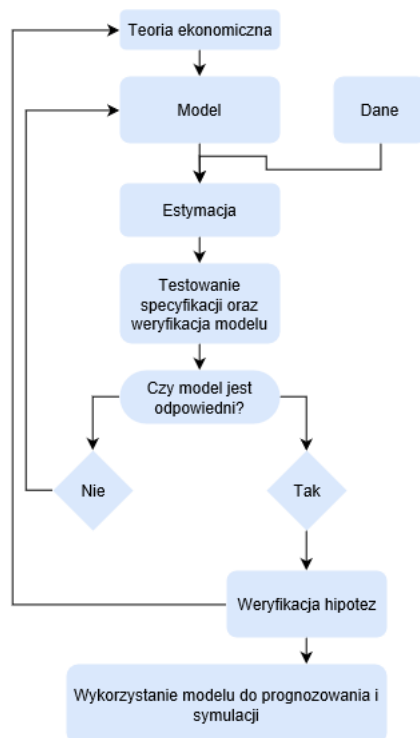 Teoria ekonomiczna
Model
Dane
Estymacja
Testowanie
specyfikacji oraz
weryfikacja modelu
Czy model jest
odpowiedni?
Nie
Tak
Weryfikacja hipotez
Wykorzystanie modelu do prognozowania i
symulacji